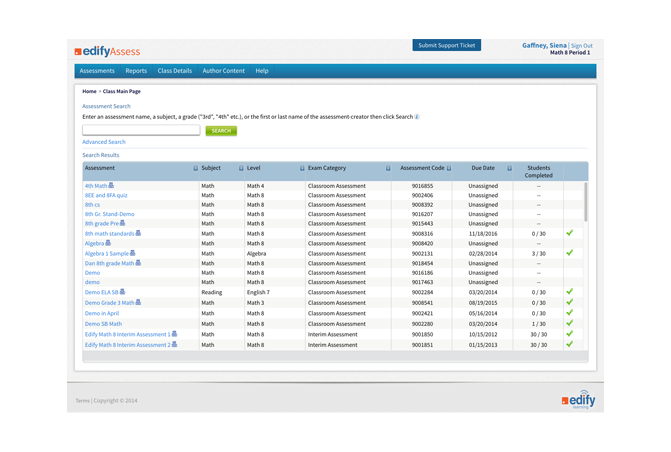 edifyAssess
Submit Support Ticket
Gaffney, Siena | Sign Out
Math 8 Period 1
Assessments Reports Class Details Author Content Help
Home › Class Main Page
Assessment Search
Enter an assessment name, a subject, a grade ("3rd", "4th" etc.), or the first or last name of the assessment-creator then click Search
SEARCH
Advanced Search
Search Results
Assessment Subject Level Exam Category Assessment Code Due Date Students Completed
4th Math Math Math 4 Classroom Assessment 9016855 Unassigned --
8EE and 8FA quiz Math Math 8 Classroom Assessment 9002406 Unassigned --
8th cs Math Math 8 Classroom Assessment 9008392 Unassigned --
8th Gr. Stand-Demo Math Math 8 Classroom Assessment 9016207 Unassigned --
8th grade Pre Math Math 8 Classroom Assessment 9015443 Unassigned --
8th math standards Math Math 8 Classroom Assessment 9008316 11/18/2016 0 / 30
Algebra Math Math 8 Classroom Assessment 9008420 Unassigned --
Algebra 1 Sample Math Algebra Classroom Assessment 9002131 02/28/2014 3 / 30
Dan 8th grade Math Math Math 8 Classroom Assessment 9018454 Unassigned --
Demo Math Math 8 Classroom Assessment 9016186 Unassigned --
demo Math Math 8 Classroom Assessment 9017463 Unassigned --
Demo ELA SB Reading English 7 Classroom Assessment 9002284 03/20/2014 0 / 30
Demo Grade 3 Math Math Math 3 Classroom Assessment 9008541 08/19/2015 0 / 30
Demo in April Math Math 8 Classroom Assessment 9002421 05/16/2014 0 / 30
Demo SB Math Math Math 8 Classroom Assessment 9002280 03/20/2014 1 / 30
Edify Math 8 Interim Assessment 1 Math Math 8 Interim Assessment 9001850 10/15/2012 30 / 30
Edify Math 8 Interim Assessment 2 Math Math 8 Interim Assessment 9001851 01/15/2013 30 / 30
Terms | Copyright © 2014
edify
learning